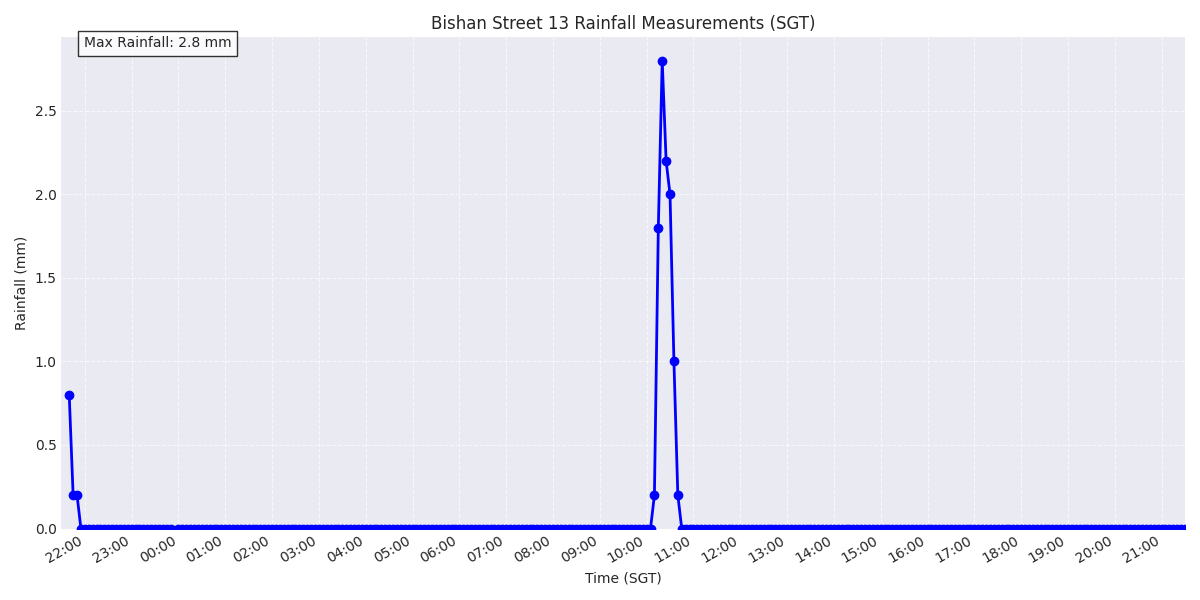 Bishan Street 13 Rainfall Measurements (SGT)
Max Rainfall: 2.8 mm
2.5
2.0
1.5
1.0
0.5
0.0
Rainfall (mm)
22:00 23:00 00:00 01:00 02:00 03:00 04:00 05:00 06:00 07:00 08:00 09:00 10:00 11:00 12:00 13:00 14:00 15:00 16:00 17:00 18:00 19:00 20:00 21:00
Time (SGT)